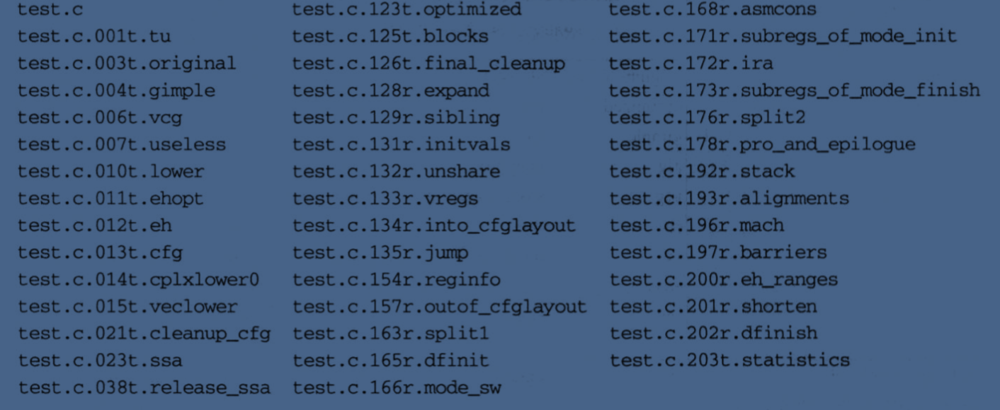 test.c test.c.123t.optimized test.c.168r.asmcons
test.c.001t.tu test.c.125t.blocks test.c.171r.subregs_of_mode_init
test.c.003t.original test.c.126t.final_cleanup test.c.172r.ira
test.c.004t.gimple test.c.128r.expand test.c.173r.subregs_of_mode_finish
test.c.006t.vcg test.c.129r.sibling test.c.176r.split2
test.c.007t.useless test.c.131r.initvals test.c.178r.pro_and_epilogue
test.c.010t.lower test.c.132r.unshare test.c.192r.stack
test.c.011t.ehopt test.c.133r.vregs test.c.193r.alignments
test.c.012t.eh test.c.134r.into_cfglayout test.c.196r.mach
test.c.013t.cfg test.c.135r.jump test.c.197r.barriers
test.c.014t.cplxlower0 test.c.154r.reginfo test.c.200r.eh_ranges
test.c.015t.veclower test.c.157r.outof_cfglayout test.c.201r.shorten
test.c.021t.cleanup_cfg test.c.163r.split1 test.c.202r.dfinish
test.c.023t.ssa test.c.165r.dfinit test.c.203t.statistics
test.c.038t.release_ssa test.c.166r.mode_sw